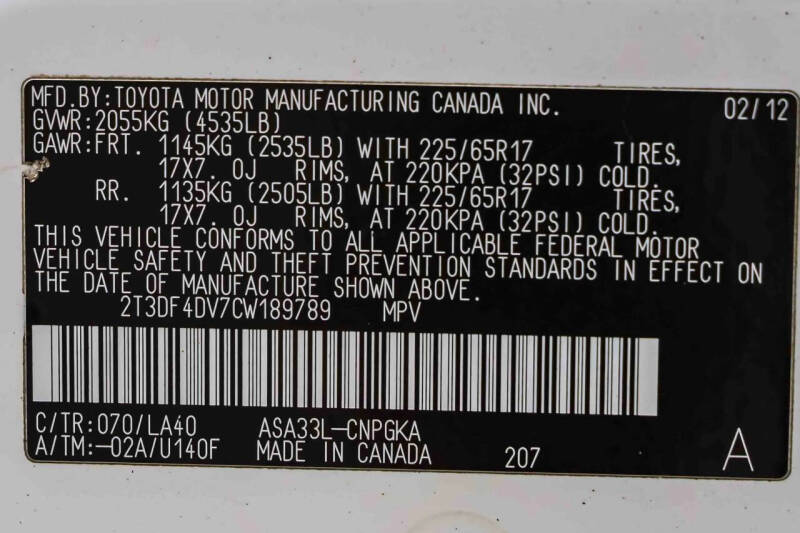 MFD.BY:TOYOTA MOTOR MANUFACTURING CANADA INC. 02/12
GVWR:2055KG (4535LB)
GAWR:FRT. 1145KG (2535LB) WITH 225/65R17 TIRES,
17X7.0J RIMS, AT 220KPA (32PSI) COLD.
RR. 1135KG (2505LB) WITH 225/65R17 TIRES,
17X7.0J RIMS, AT 220KPA (32PSI) COLD.
THIS VEHICLE CONFORMS TO ALL APPLICABLE FEDERAL MOTOR
VEHICLE SAFETY AND THEFT PREVENTION STANDARDS IN EFFECT ON
THE DATE OF MANUFACTURE SHOWN ABOVE.
2T3DF4DV7CW189789 MPV
C/TR:070/LA40 ASA33L-CNPGKA
A/TM:-02A/U140F MADE IN CANADA 207 A